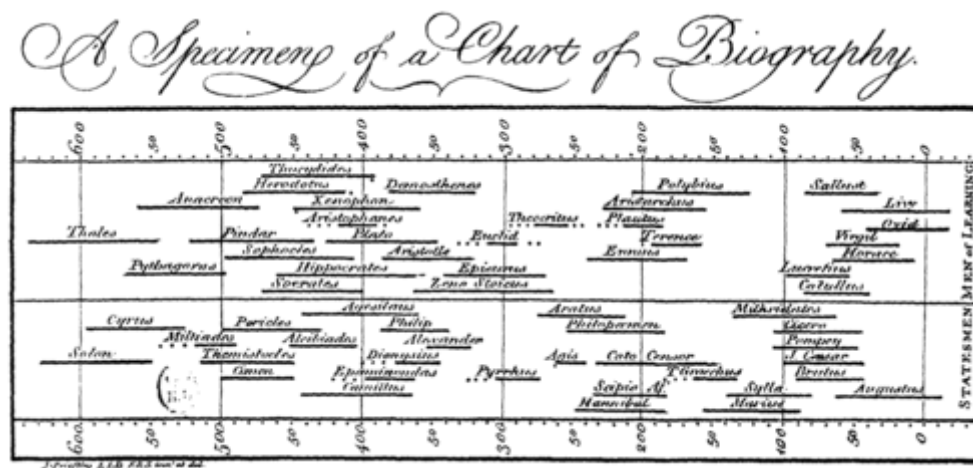 A Specimen of a Chart of Biography.
600 50 500 50 400 50 300 50 200 50 100 50 0
Thucydides
Herodotus Demosthenes Polybius Sallust
Anacreon Xenophon Aristarchus Livy
Aristophanes Theocritus Plautus Ovid
Thales Pindar Plato Euclid Terence Virgil
Sophocles Aristotle Ennius Horace
Pythagoras Hippocrates Epicurus Lucretius
Socrates Zeno Stoicus Catullus
MEN of LEARNING
Agesilaus Aratus Mithridates
Cyrus Pericles Philip Philopœmen Cicero
Miltiades Alcibiades Alexander Pompey
Solon Themistocles Dionysius Agis Cato Censor J. Cæsar
Cimon Epaminondas Pyrrhus Brutus
Camillus Scipio Af. Sylla Augustus
Hannibal Marius
STATESMEN
600 50 500 50 400 50 300 50 200 50 100 50 0